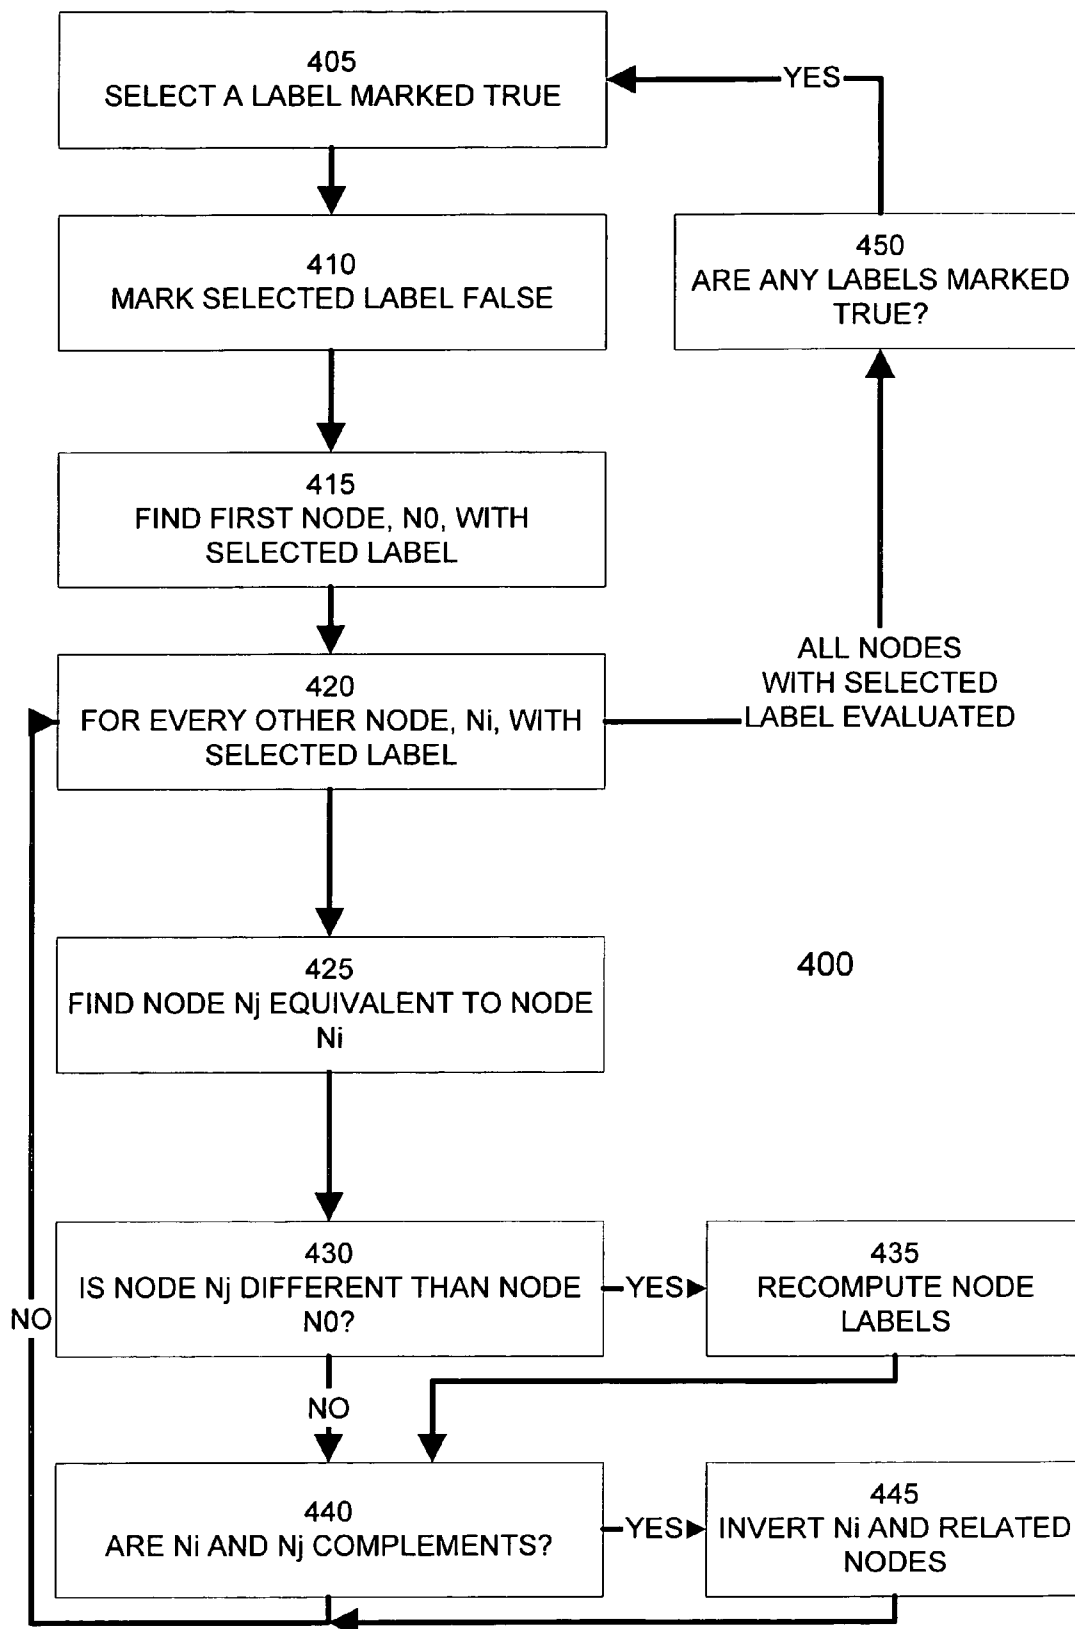 405
SELECT A LABEL MARKED TRUE
YES
410
MARK SELECTED LABEL FALSE
450
ARE ANY LABELS MARKED
TRUE?
415
FIND FIRST NODE, N0, WITH
SELECTED LABEL
420
FOR EVERY OTHER NODE, Ni, WITH
SELECTED LABEL
ALL NODES
WITH SELECTED
LABEL EVALUATED
425
FIND NODE Nj EQUIVALENT TO NODE
Ni
400
430
IS NODE Nj DIFFERENT THAN NODE
N0?
YES
435
RECOMPUTE NODE
LABELS
NO
NO
440
ARE Ni AND Nj COMPLEMENTS?
YES
445
INVERT Ni AND RELATED
NODES